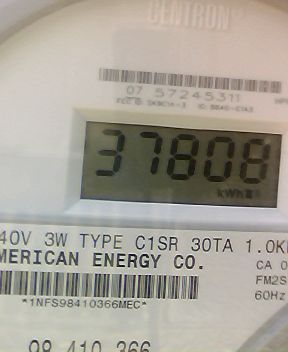 CENTRON
07 57245311
37808
kWh
40V 3W TYPE C1SR 30TA 1.0K
MERICAN ENERGY CO.
CA 0
FM2S
*1NFS98410366MEC*
60Hz
98 410 366